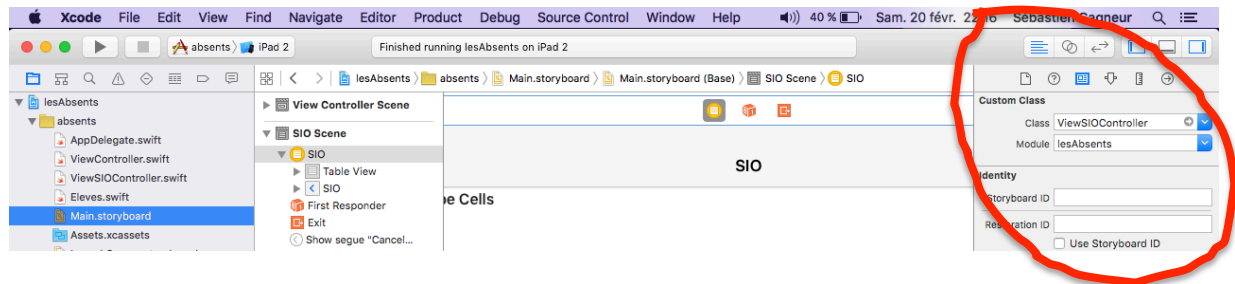 Xcode File Edit View Find Navigate Editor Product Debug Source Control Window Help 40 % Sam. 20 févr. Sébastien Gagneur
absents iPad 2 Finished running lesAbsents on iPad 2
lesAbsents absents Main.storyboard Main.storyboard (Base) SIO Scene SIO
lesAbsents
absents
AppDelegate.swift
ViewController.swift
ViewSIOController.swift
Eleves.swift
Main.storyboard
Assets.xcassets
View Controller Scene
SIO Scene
SIO
Table View
SIO
First Responder
Exit
Show segue "Cancel...
SIO
pe Cells
Custom Class
Class ViewSIOController
Module lesAbsents
Identity
Storyboard ID
Restoration ID
Use Storyboard ID